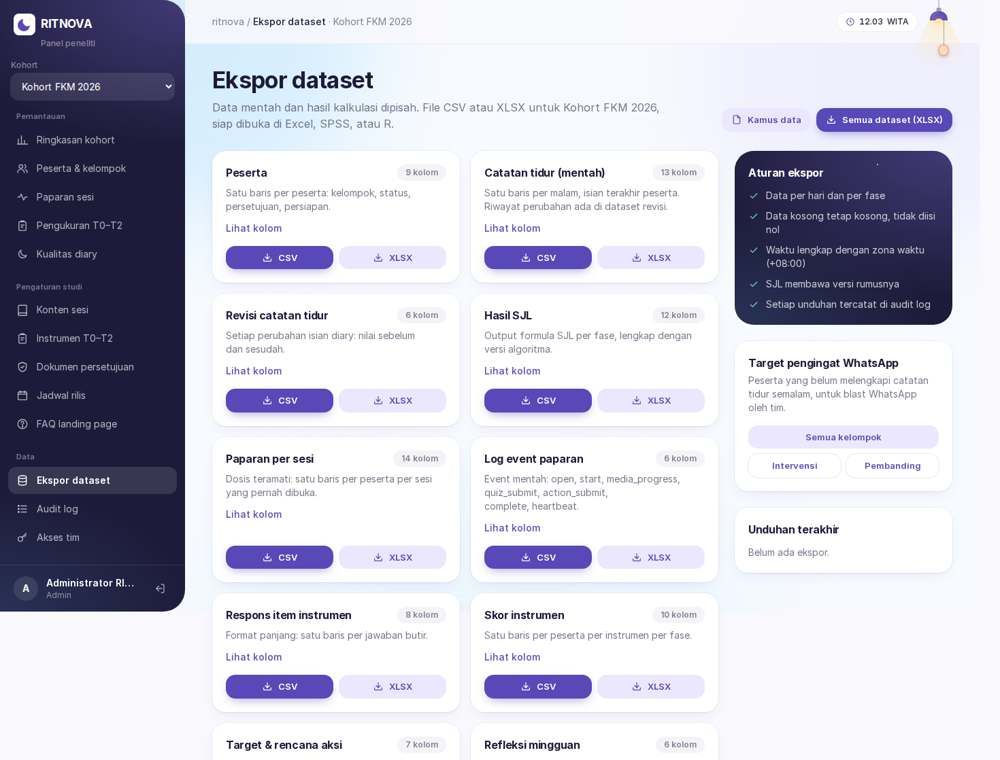 RITNOVA
Panel peneliti
Kohort
Kohort FKM 2026
Pemantauan
Ringkasan kohort
Peserta & kelompok
Paparan sesi
Pengukuran T0–T2
Kualitas diary
Pengaturan studi
Konten sesi
Instrumen T0–T2
Dokumen persetujuan
Jadwal rilis
FAQ landing page
Data
Ekspor dataset
Audit log
Akses tim
A
Administrator RI...
Admin
ritnova / Ekspor dataset · Kohort FKM 2026
12.03 WITA
Ekspor dataset
Data mentah dan hasil kalkulasi dipisah. File CSV atau XLSX untuk Kohort FKM 2026,
siap dibuka di Excel, SPSS, atau R.
Kamus data
Semua dataset (XLSX)
Peserta
9 kolom
Satu baris per peserta: kelompok, status,
persetujuan, persiapan.
Lihat kolom
CSV
XLSX
Catatan tidur (mentah)
13 kolom
Satu baris per malam, isian terakhir peserta.
Riwayat perubahan ada di dataset revisi.
Lihat kolom
CSV
XLSX
Revisi catatan tidur
6 kolom
Setiap perubahan isian diary: nilai sebelum
dan sesudah.
Lihat kolom
CSV
XLSX
Hasil SJL
12 kolom
Output formula SJL per fase, lengkap dengan
versi algoritma.
Lihat kolom
CSV
XLSX
Paparan per sesi
14 kolom
Dosis teramati: satu baris per peserta per sesi
yang pernah dibuka.
Lihat kolom
CSV
XLSX
Log event paparan
6 kolom
Event mentah: open, start, media_progress,
quiz_submit, action_submit,
complete, heartbeat.
Lihat kolom
CSV
XLSX
Respons item instrumen
8 kolom
Format panjang: satu baris per jawaban butir.
Lihat kolom
CSV
XLSX
Skor instrumen
10 kolom
Satu baris per peserta per instrumen per fase.
Lihat kolom
CSV
XLSX
Target & rencana aksi
7 kolom
Refleksi mingguan
6 kolom
Aturan ekspor
Data per hari dan per fase
Data kosong tetap kosong, tidak diisi
nol
Waktu lengkap dengan zona waktu
(+08:00)
SJL membawa versi rumusnya
Setiap unduhan tercatat di audit log
Target pengingat WhatsApp
Peserta yang belum melengkapi catatan
tidur semalam, untuk blast WhatsApp
oleh tim.
Semua kelompok
Intervensi
Pembanding
Unduhan terakhir
Belum ada ekspor.